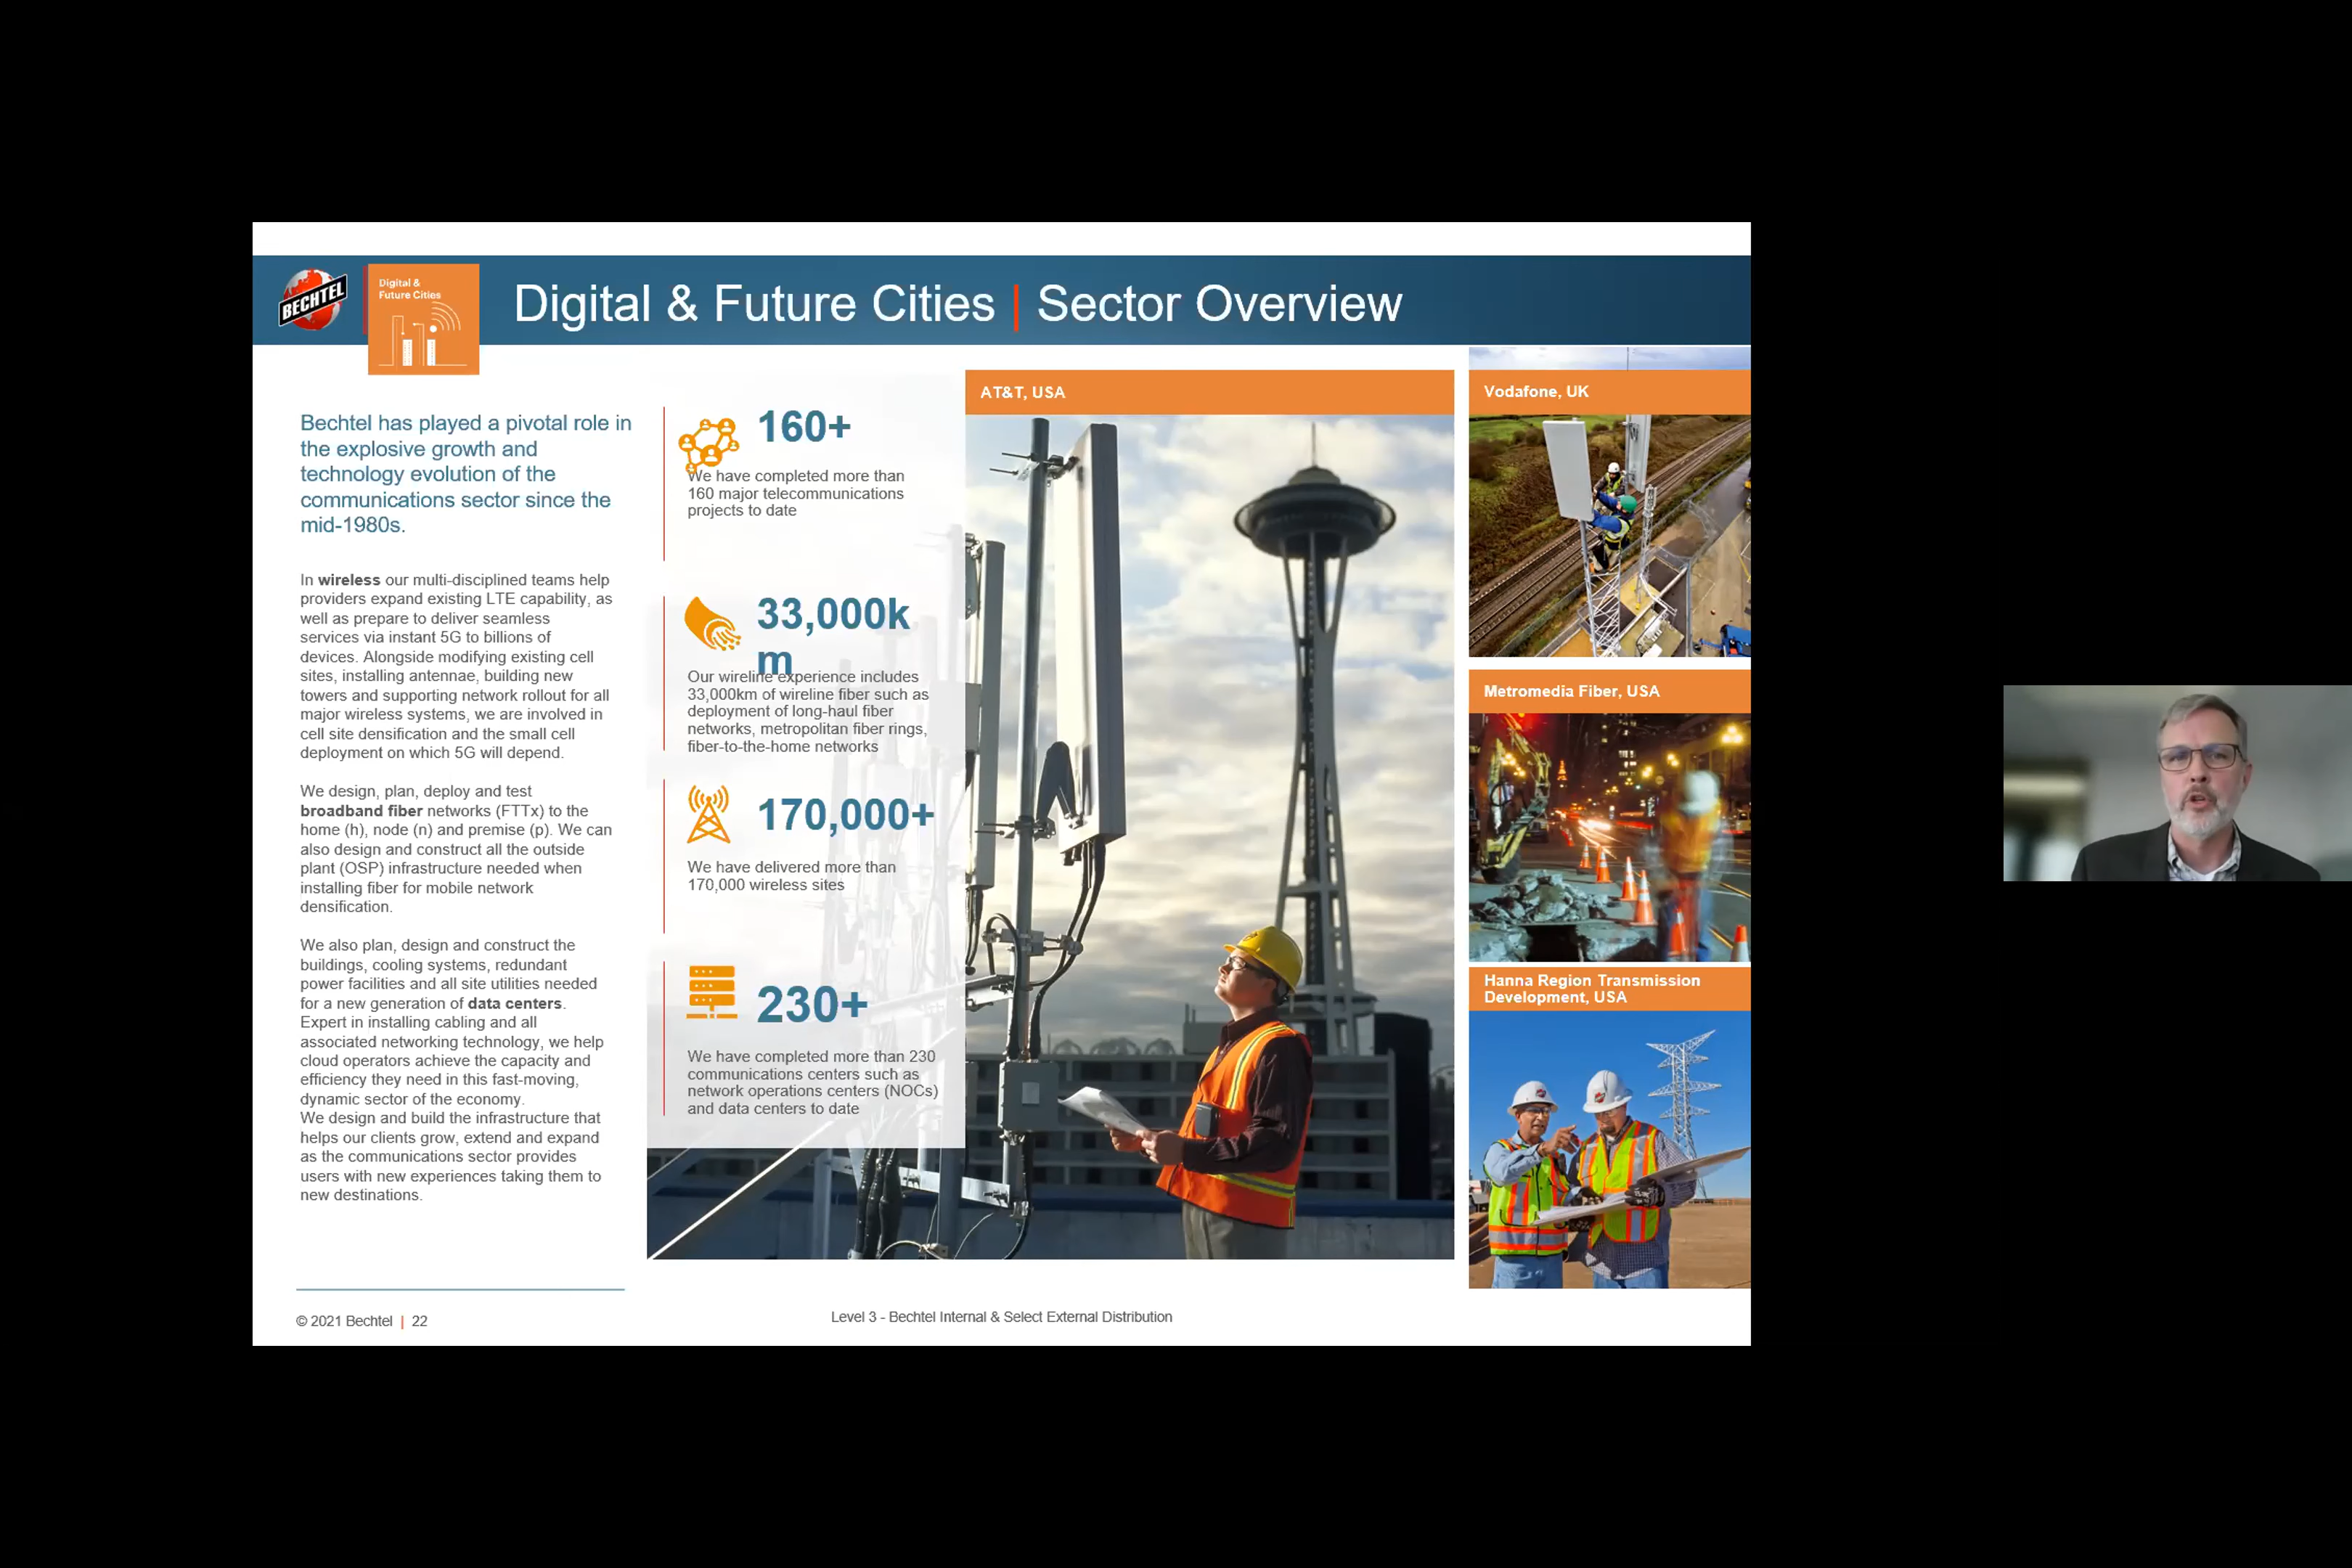 BECHTEL
Digital &
Future Cities
Digital & Future Cities | Sector Overview
Bechtel has played a pivotal role in
the explosive growth and
technology evolution of the
communications sector since the
mid-1980s.
In wireless our multi-disciplined teams help
providers expand existing LTE capability, as
well as prepare to deliver seamless
services via instant 5G to billions of
devices. Alongside modifying existing cell
sites, installing antennae, building new
towers and supporting network rollout for all
major wireless systems, we are involved in
cell site densification and the small cell
deployment on which 5G will depend.
We design, plan, deploy and test
broadband fiber networks (FTTx) to the
home (h), node (n) and premise (p). We can
also design and construct all the outside
plant (OSP) infrastructure needed when
installing fiber for mobile network
densification.
We also plan, design and construct the
buildings, cooling systems, redundant
power facilities and all site utilities needed
for a new generation of data centers.
Expert in installing cabling and all
associated networking technology, we help
cloud operators achieve the capacity and
efficiency they need in this fast-moving,
dynamic sector of the economy.
We design and build the infrastructure that
helps our clients grow, extend and expand
as the communications sector provides
users with new experiences taking them to
new destinations.
160+
We have completed more than
160 major telecommunications
projects to date
33,000k
m
Our wireline experience includes
33,000km of wireline fiber such as
deployment of long-haul fiber
networks, metropolitan fiber rings,
fiber-to-the-home networks
170,000+
We have delivered more than
170,000 wireless sites
230+
We have completed more than 230
communications centers such as
network operations centers (NOCs)
and data centers to date
AT&T, USA
Vodafone, UK
Metromedia Fiber, USA
Hanna Region Transmission
Development, USA
© 2021 Bechtel | 22
Level 3 - Bechtel Internal & Select External Distribution